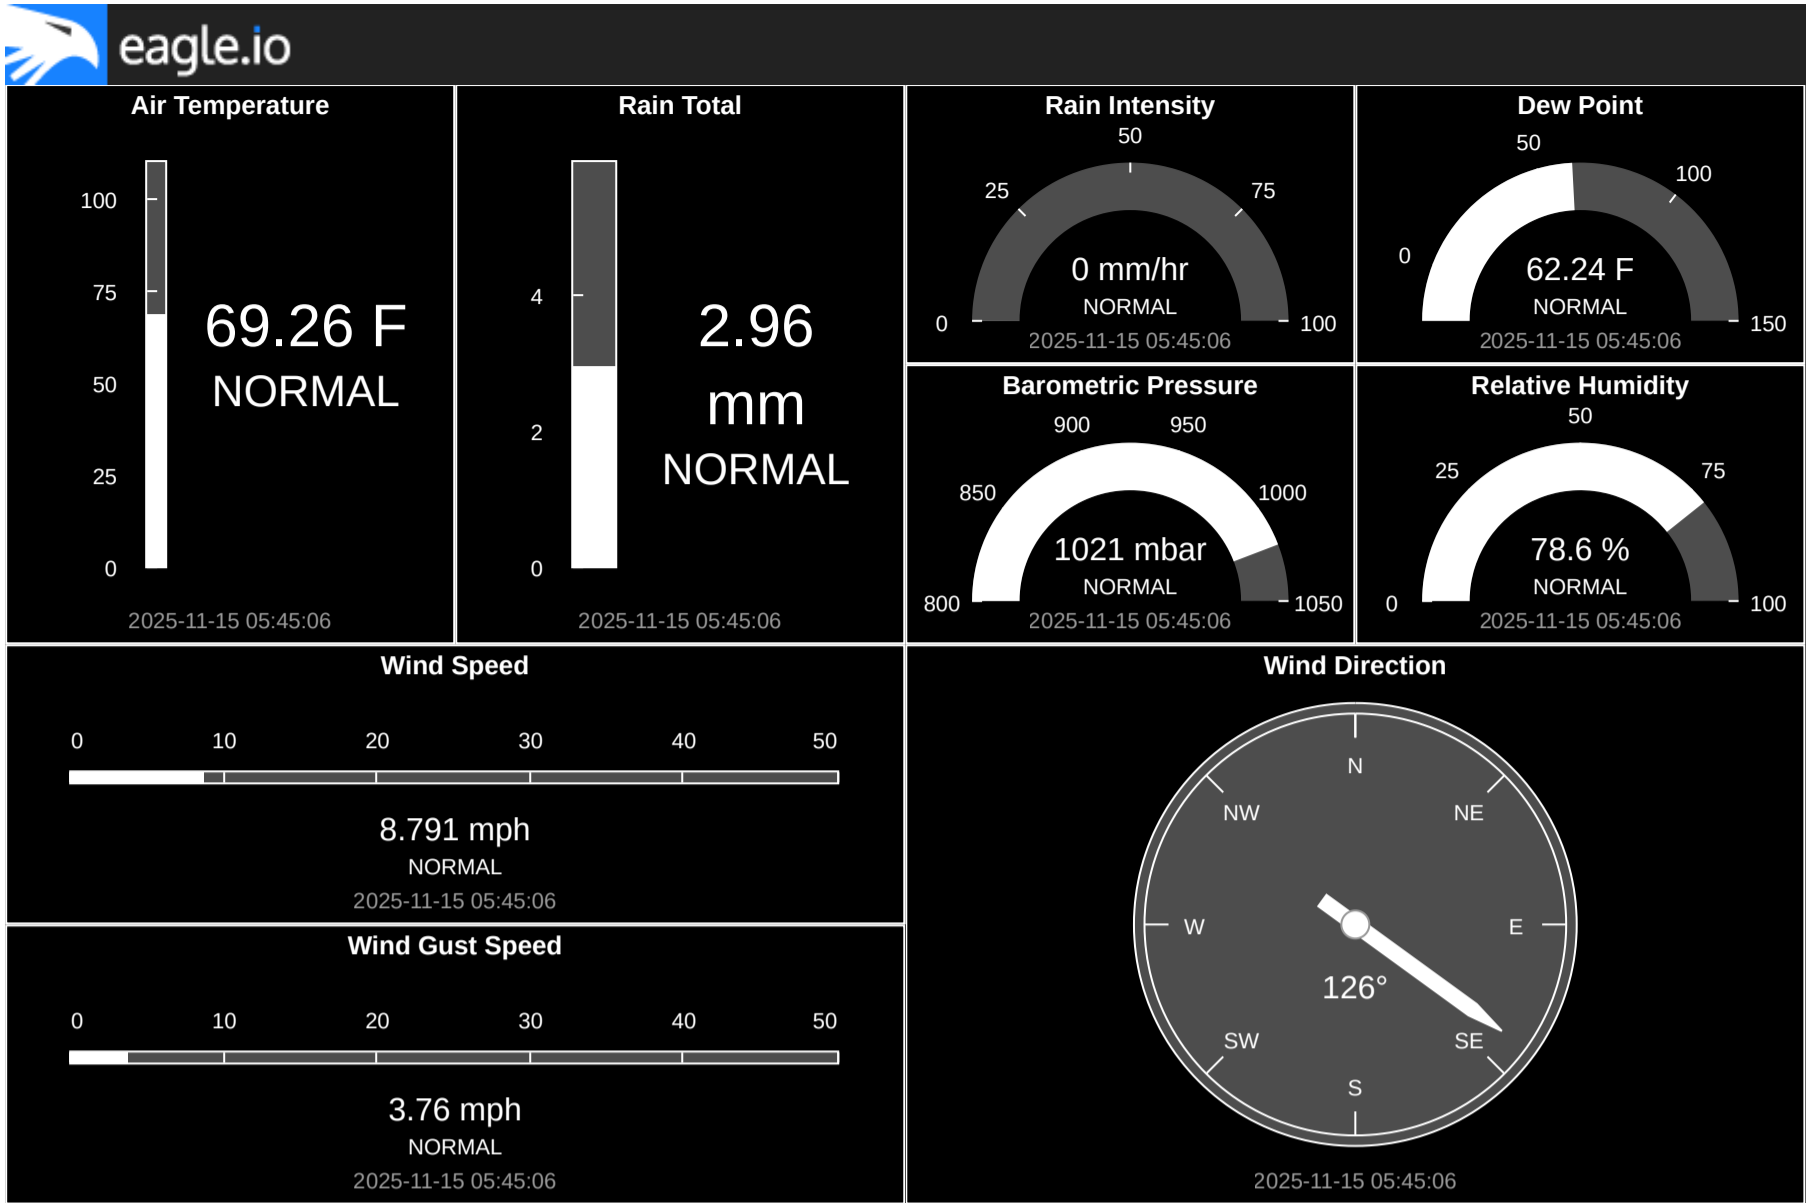 eagle.io
Air Temperature
100
75
50
25
0
69.26 F
NORMAL
2025-11-15 05:45:06
Rain Total
4
2
0
2.96
mm
NORMAL
2025-11-15 05:45:06
Rain Intensity
0
25
50
75
100
0 mm/hr
NORMAL
2025-11-15 05:45:06
Dew Point
0
50
100
150
62.24 F
NORMAL
2025-11-15 05:45:06
Barometric Pressure
800
850
900
950
1000
1050
1021 mbar
NORMAL
2025-11-15 05:45:06
Relative Humidity
0
25
50
75
100
78.6 %
NORMAL
2025-11-15 05:45:06
Wind Speed
0 10 20 30 40 50
8.791 mph
NORMAL
2025-11-15 05:45:06
Wind Gust Speed
0 10 20 30 40 50
3.76 mph
NORMAL
2025-11-15 05:45:06
Wind Direction
N
NW NE
W E
126°
SW SE
S
2025-11-15 05:45:06